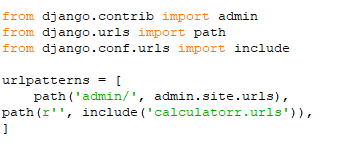 from django.contrib import admin
from django.urls import path
from django.conf.urls import include

urlpatterns = [
    path('admin/', admin.site.urls),
path(r'', include('calculatorr.urls')),
]